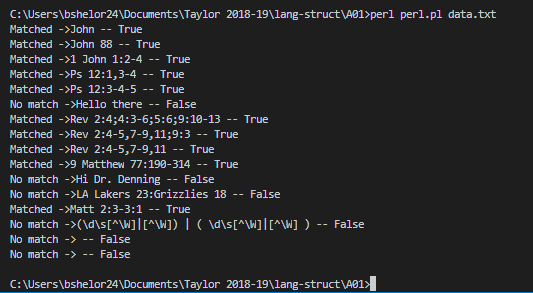 C:\Users\bshelor24\Documents\Taylor 2018-19\lang-struct\A01>perl perl.pl data.txt
Matched ->John -- True
Matched ->John 88 -- True
Matched ->1 John 1:2-4 -- True
Matched ->Ps 12:1,3-4 -- True
Matched ->Ps 12:3-4-5 -- True
No match ->Hello there -- False
Matched ->Rev 2:4;4:3-6;5:6;9:10-13 -- True
Matched ->Rev 2:4-5,7-9,11;9:3 -- True
Matched ->Rev 2:4-5,7-9,11 -- True
Matched ->9 Matthew 77:190-314 -- True
No match ->Hi Dr. Denning -- False
No match ->LA Lakers 23:Grizzlies 18 -- False
Matched ->Matt 2:3-3:1 -- True
No match ->(\d\s[^\W]|[^\W]) | ( \d\s[^\W]|[^\W] ) -- False
No match -> -- False
No match -> -- False
C:\Users\bshelor24\Documents\Taylor 2018-19\lang-struct\A01>